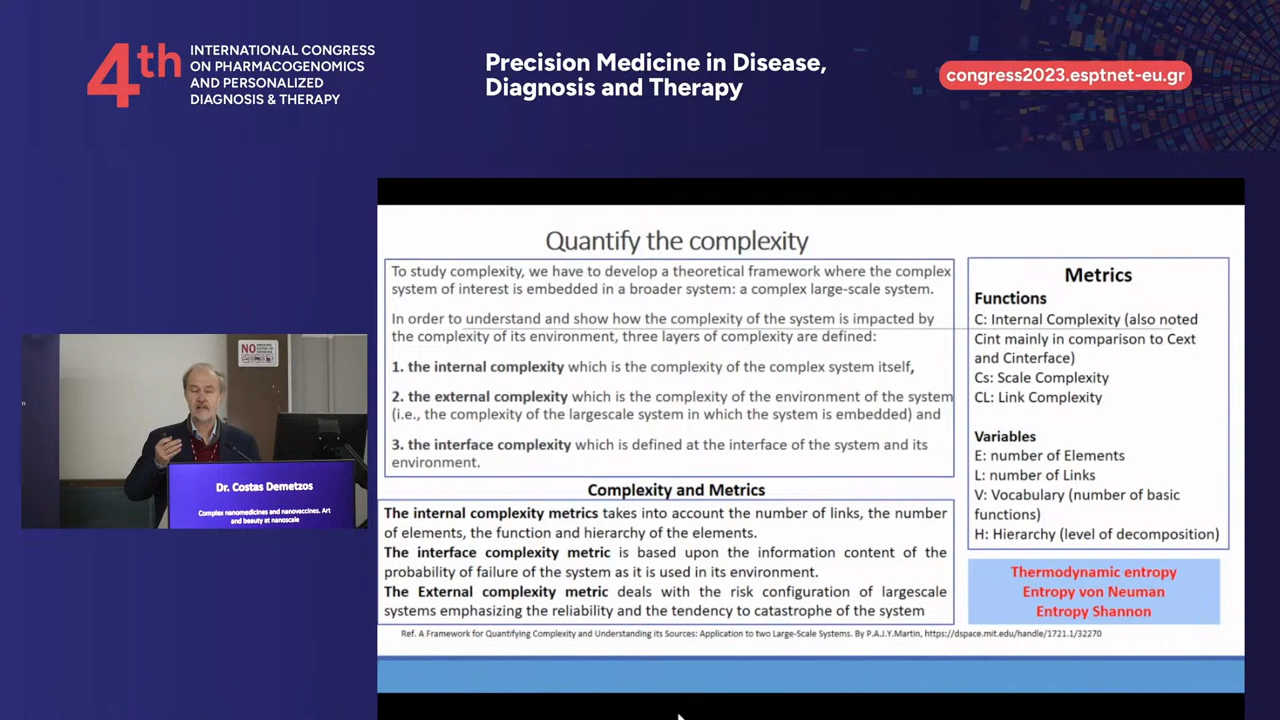 4th
INTERNATIONAL CONGRESS
ON PHARMACOGENOMICS
AND PERSONALIZED
DIAGNOSIS & THERAPY
Precision Medicine in Disease,
Diagnosis and Therapy
congress2023.esptnet-eu.gr
NO
Dr. Costas Demetzos
Complex nanomedicines and nanovaccines. Art
and beauty at nanoscale
Quantify the complexity
To study complexity, we have to develop a theoretical framework where the complex
system of interest is embedded in a broader system: a complex large-scale system.
In order to understand and show how the complexity of the system is impacted by
the complexity of its environment, three layers of complexity are defined:
1. the internal complexity which is the complexity of the complex system itself,
2. the external complexity which is the complexity of the environment of the system
(i.e., the complexity of the largescale system in which the system is embedded) and
3. the interface complexity which is defined at the interface of the system and its
environment.
Complexity and Metrics
The internal complexity metrics takes into account the number of links, the number
of elements, the function and hierarchy of the elements.
The interface complexity metric is based upon the information content of the
probability of failure of the system as it is used in its environment.
The External complexity metric deals with the risk configuration of largescale
systems emphasizing the reliability and the tendency to catastrophe of the system
Metrics
Functions
C: Internal Complexity (also noted
Cint mainly in comparison to Cext
and Cinterface)
Cs: Scale Complexity
CL: Link Complexity
Variables
E: number of Elements
L: number of Links
V: Vocabulary (number of basic
functions)
H: Hierarchy (level of decomposition)
Thermodynamic entropy
Entropy von Neuman
Entropy Shannon
Ref. A Framework for Quantifying Complexity and Understanding its Sources: Application to two Large-Scale Systems. By P.A.J.Y.Martin, https://dspace.mit.edu/handle/1721.1/32270